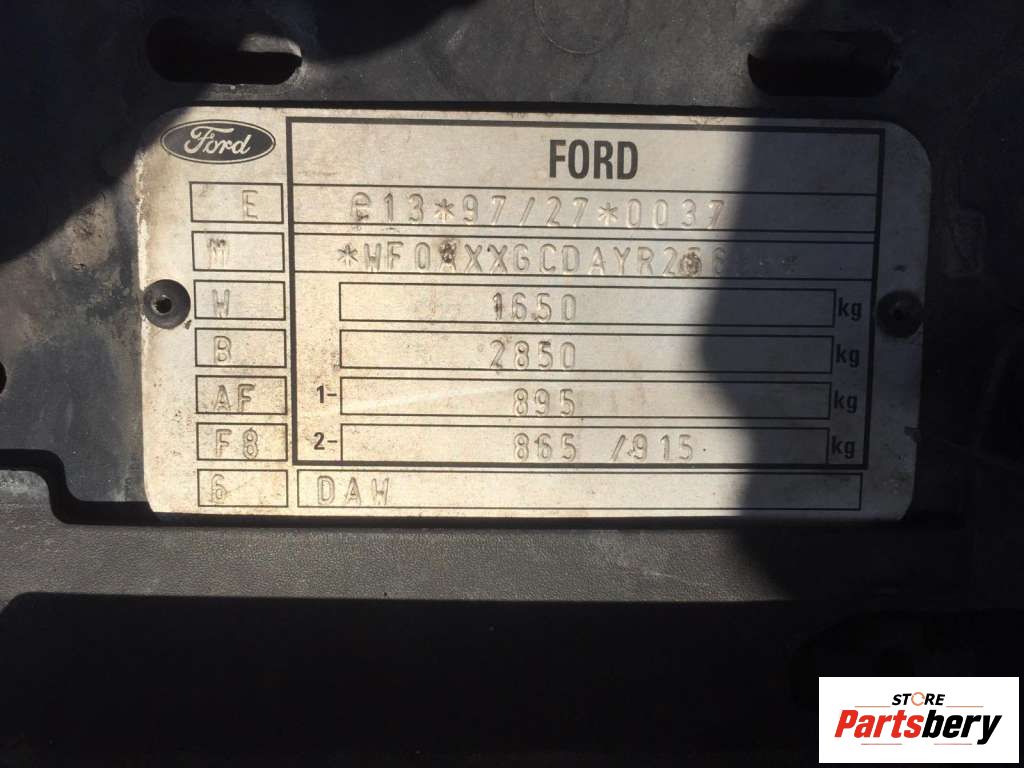 Ford
FORD
E e13*97/27*0037
M
W 1650 kg
B 2850 kg
AF 1- 895 kg
F8 2- 865 /915 kg
6 DAW
STORE
Partsbery